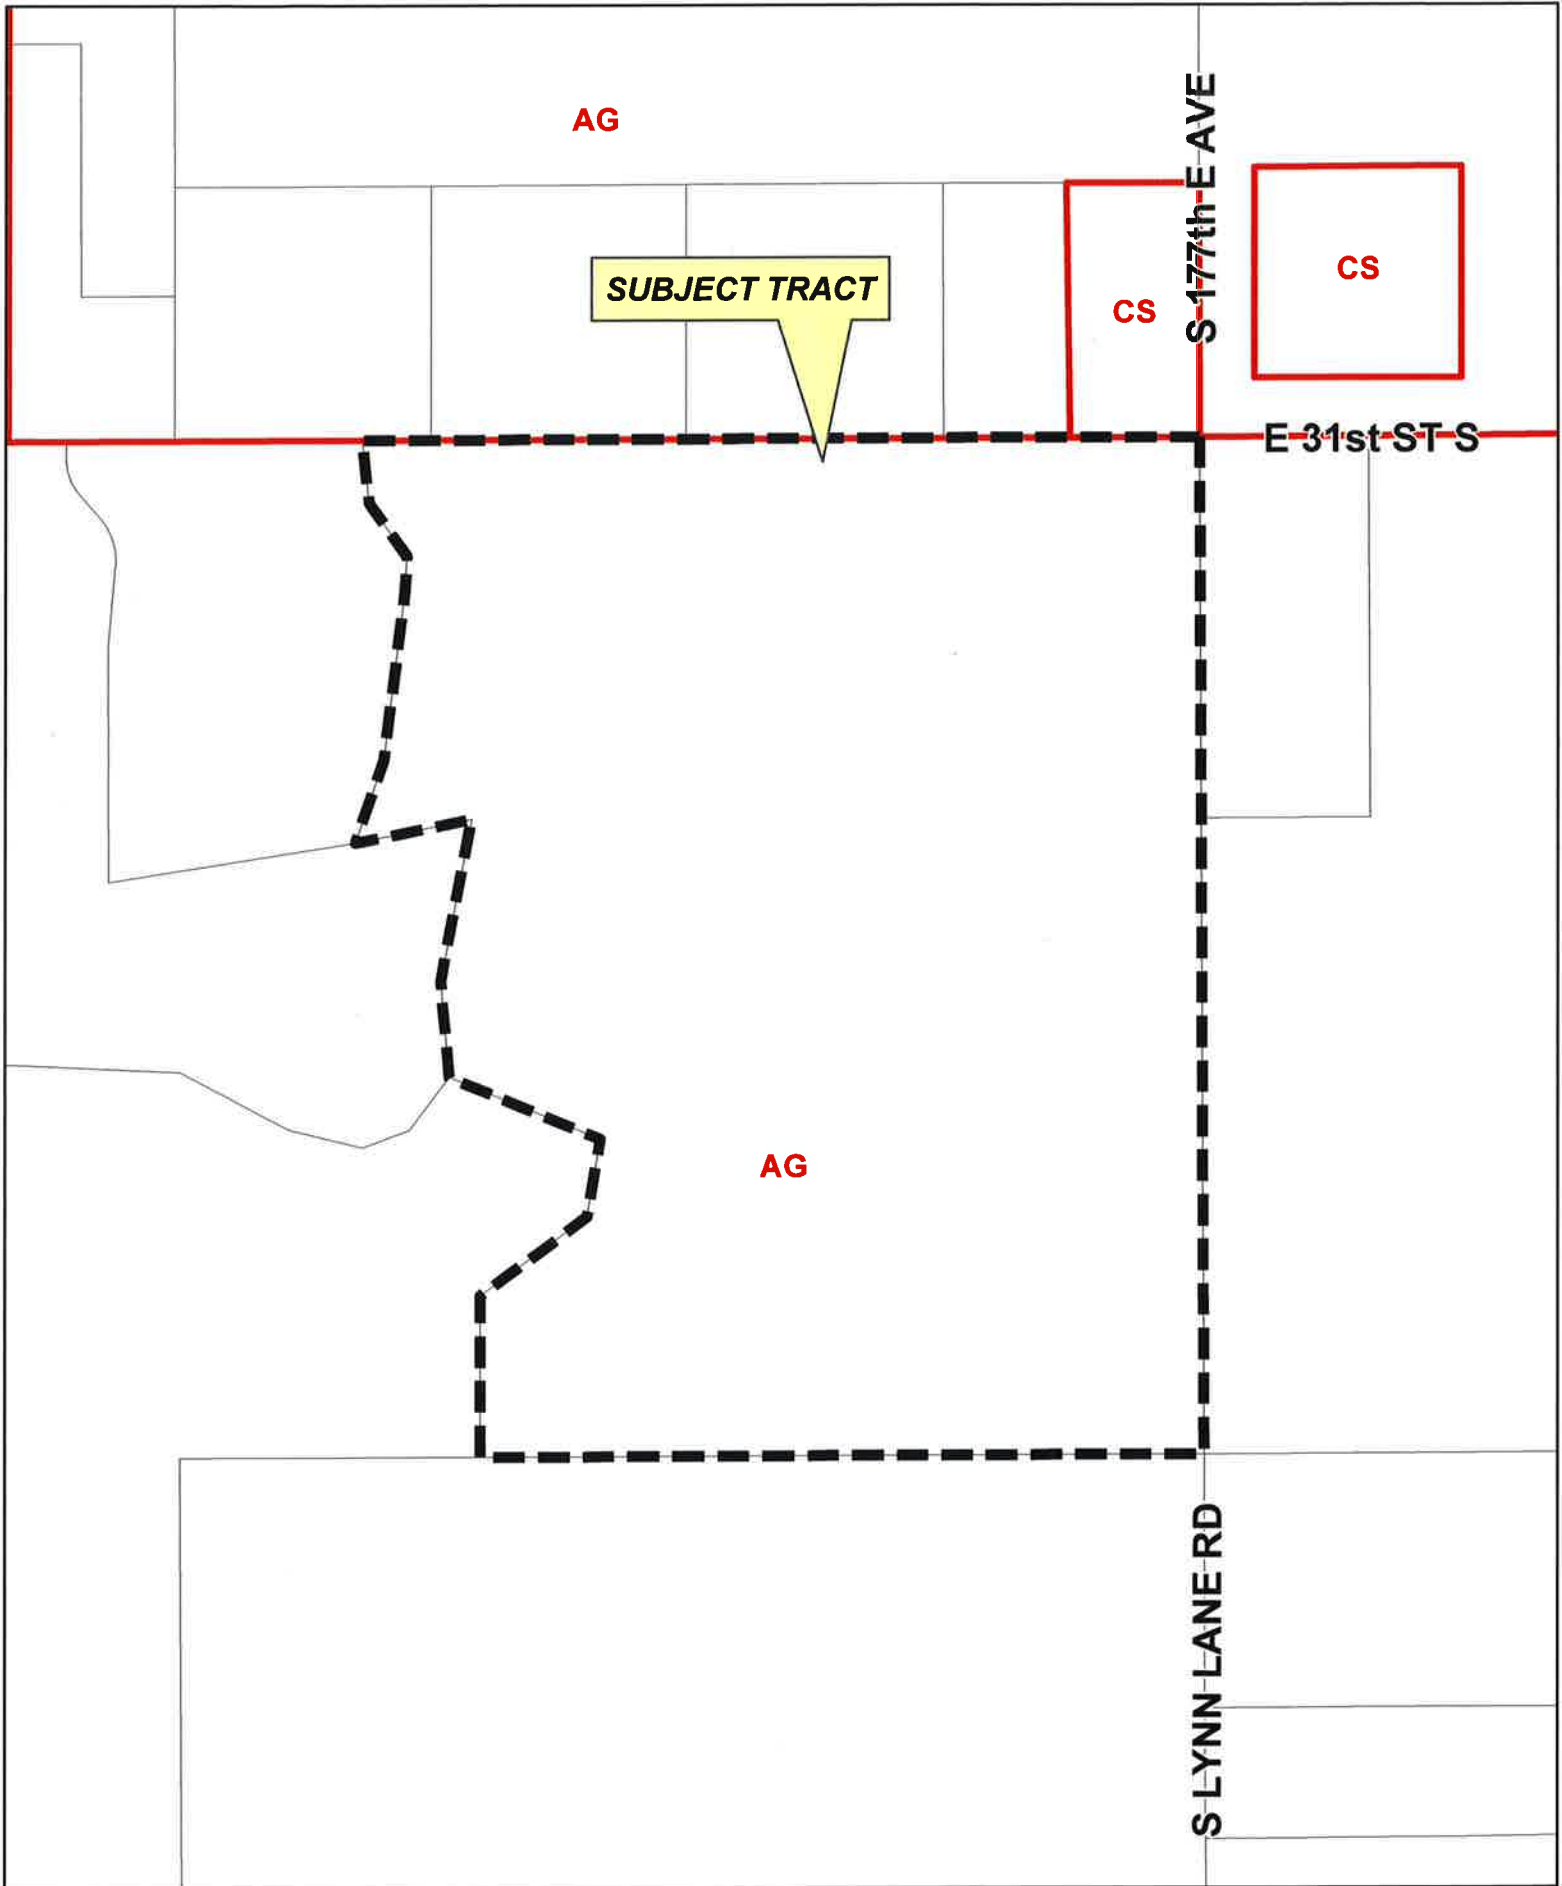 AG
S 177th E AVE
CS
SUBJECT TRACT
CS
E 31st ST S
AG
S LYNN LANE RD